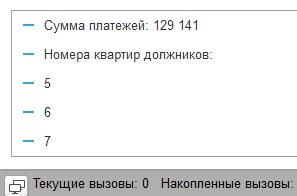 Сумма платежей: 129 141
Номера квартир должников:
5
6
7
Текущие вызовы: 0 Накопленные вызовы: